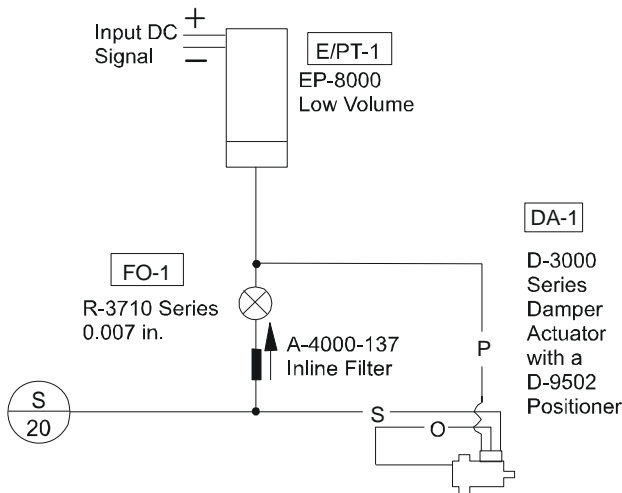 Input DC
Signal
+
−
E/PT-1
EP-8000
Low Volume
FO-1
R-3710 Series
0.007 in.
A-4000-137
Inline Filter
DA-1
D-3000
Series
Damper
Actuator
with a
D-9502
Positioner
P
S
20
S
O